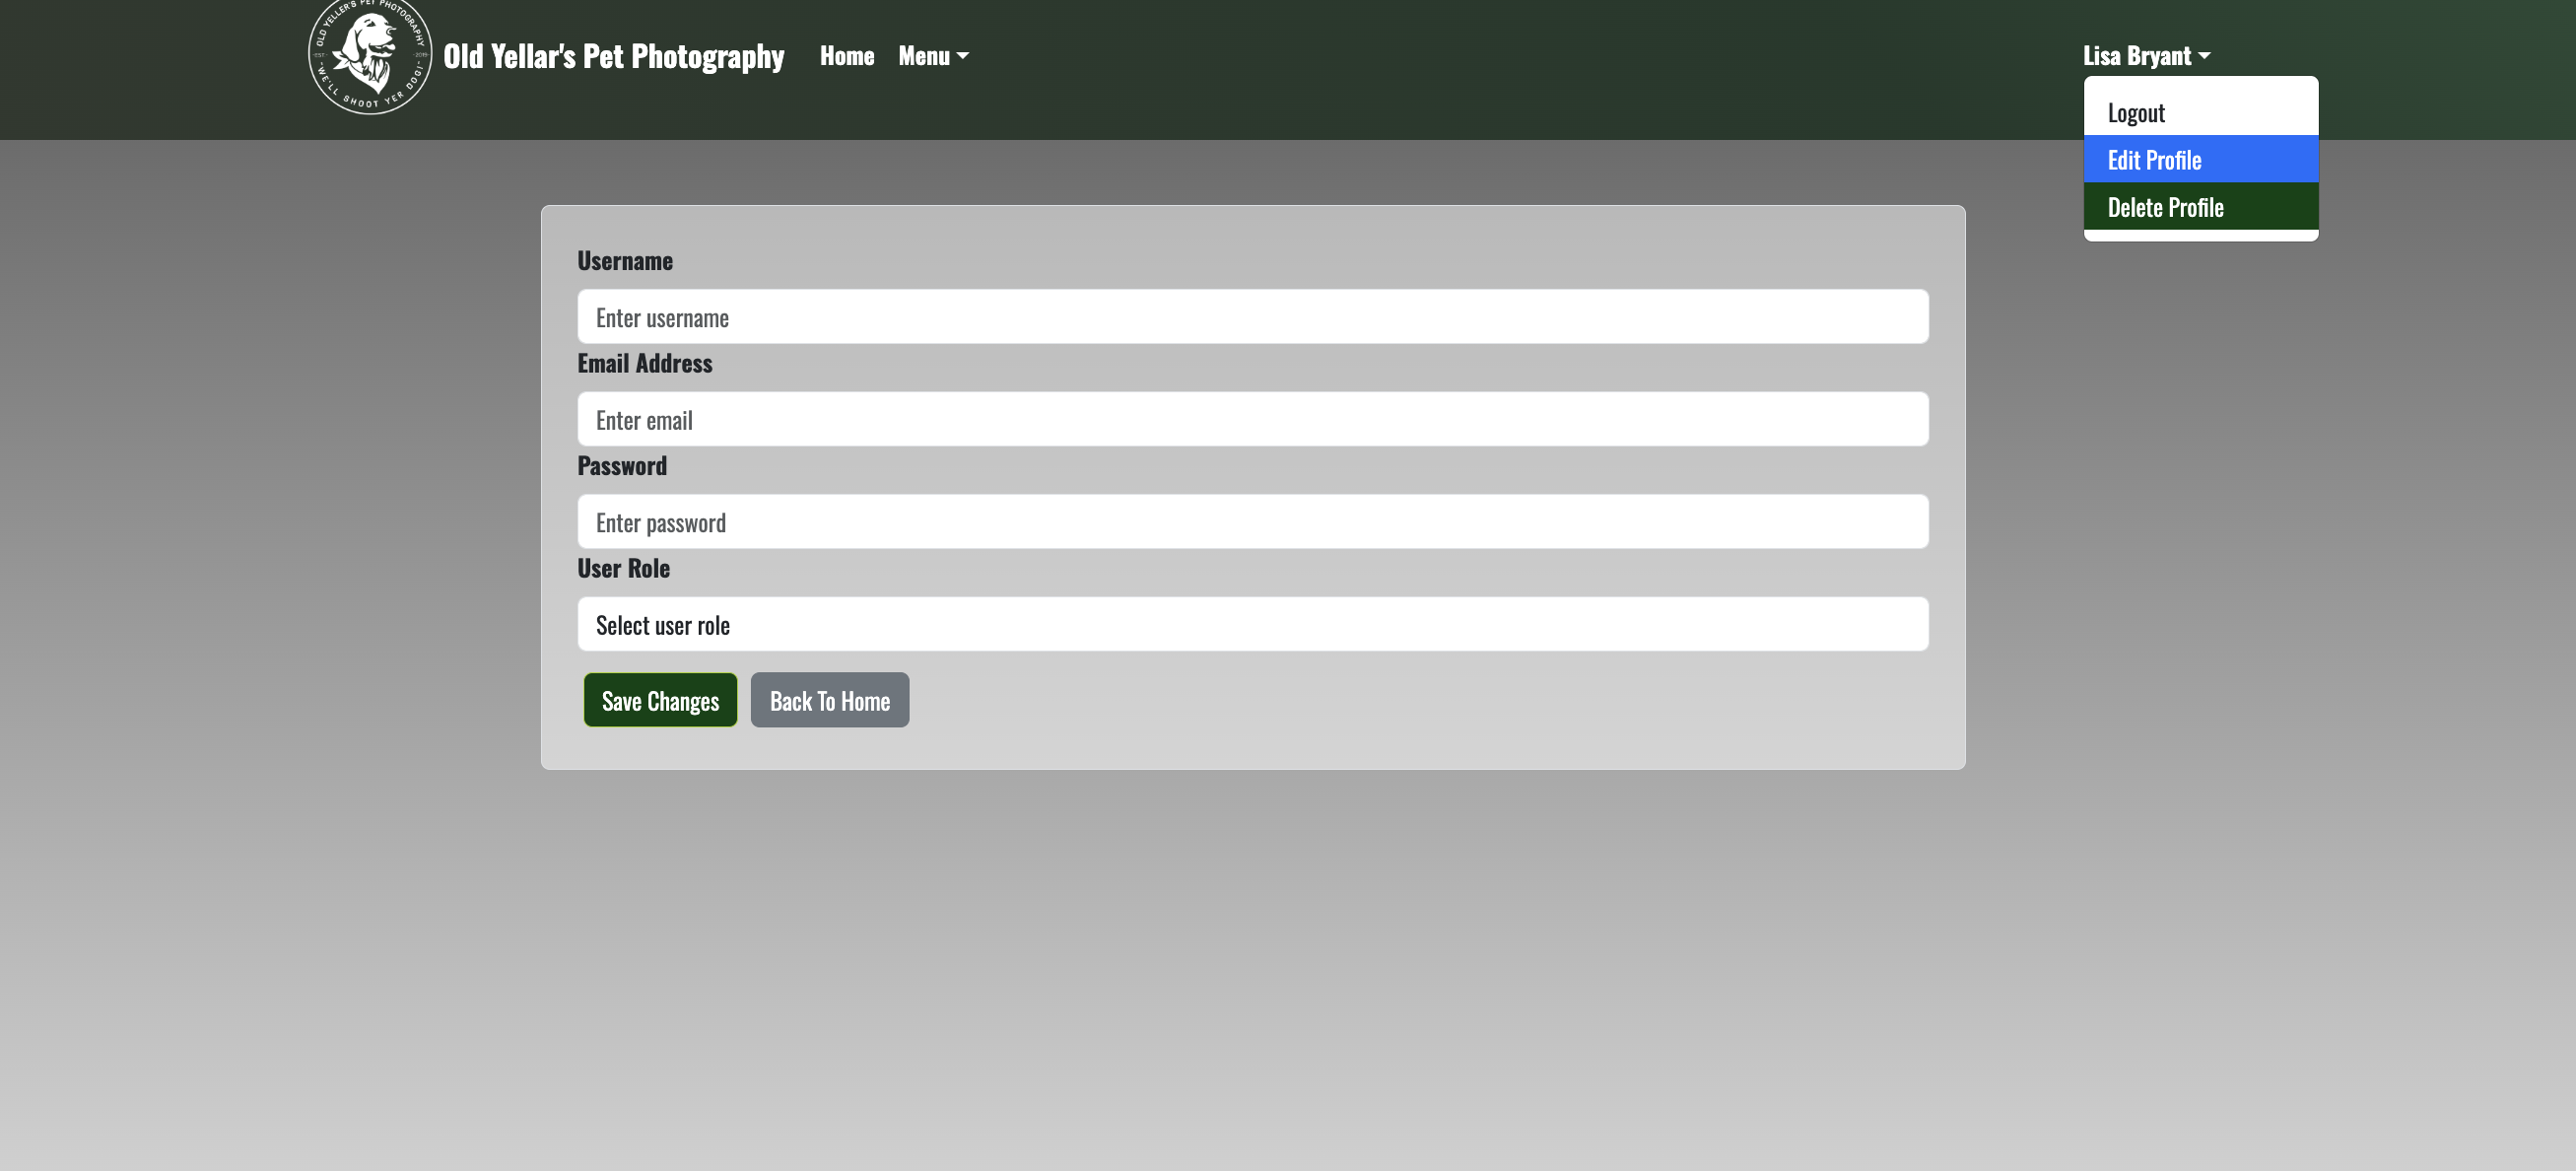 OLD YELLER'S PET PHOTOGRAPHY
EST.
2019
WE'LL SHOOT YER DOG!
Old Yellar's Pet Photography
Home
Menu
Lisa Bryant
Logout
Edit Profile
Delete Profile
Username
Enter username
Email Address
Enter email
Password
Enter password
User Role
Select user role
Save Changes
Back To Home